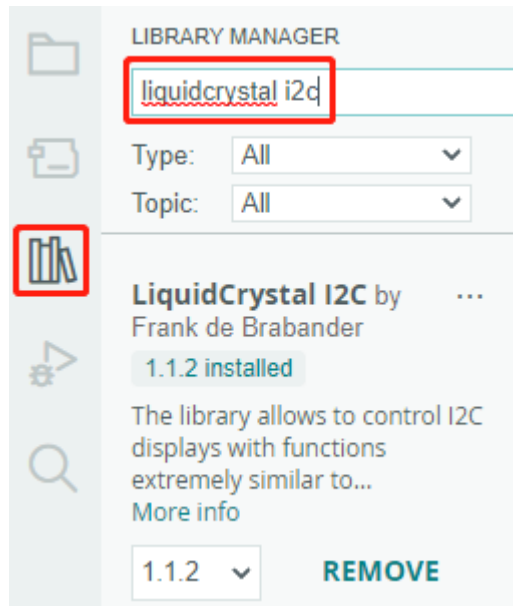 LIBRARY MANAGER
liquidcrystal i2c
Type: All
Topic: All
LiquidCrystal I2C by ...
Frank de Brabander
1.1.2 installed
The library allows to control I2C
displays with functions
extremely similar to...
More info
1.1.2 REMOVE